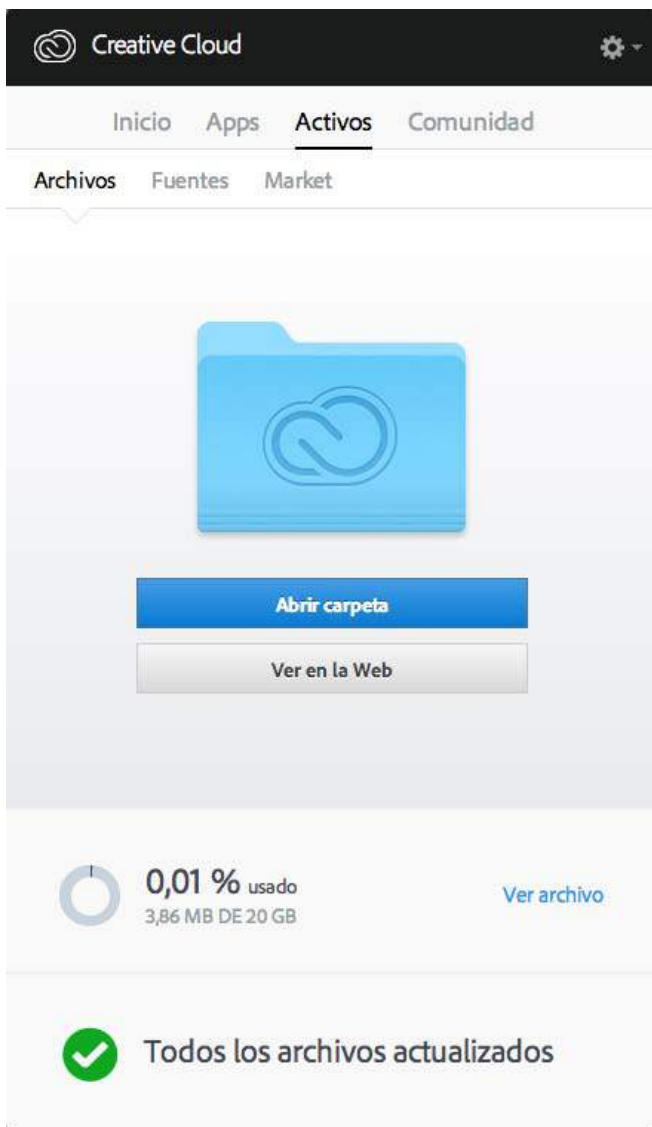 Creative Cloud
Inicio Apps Activos Comunidad
Archivos Fuentes Market
Abrir carpeta
Ver en la Web
0,01 % usado
3,86 MB DE 20 GB
Ver archivo
Todos los archivos actualizados